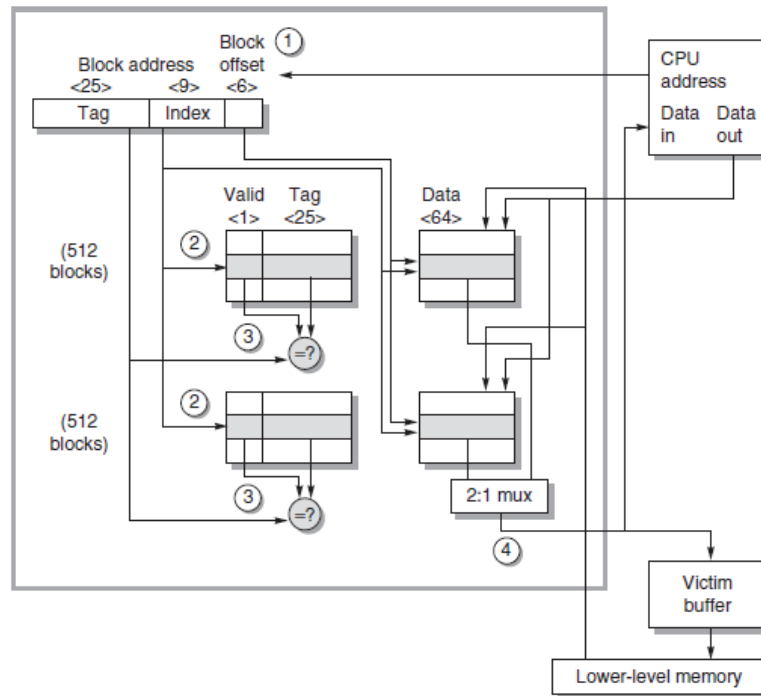 Block
offset
<6>
1
Block address
<25>
<9>
Tag
Index
CPU
address
Data
in
Data
out
Valid
<1>
Tag
<25>
Data
<64>
(512
blocks)
2
3
=?
(512
blocks)
2
3
=?
2:1 mux
4
Victim
buffer
Lower-level memory